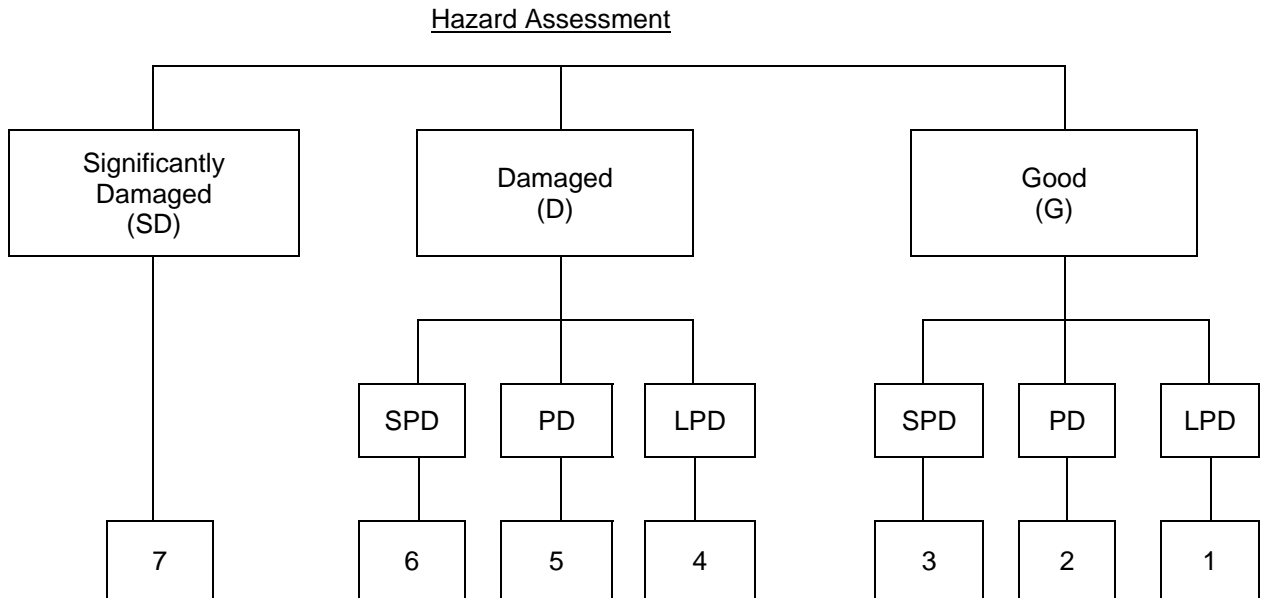 Hazard Assessment
Significantly
Damaged
(SD)
Damaged
(D)
Good
(G)
SPD
PD
LPD
SPD
PD
LPD
7
6
5
4
3
2
1